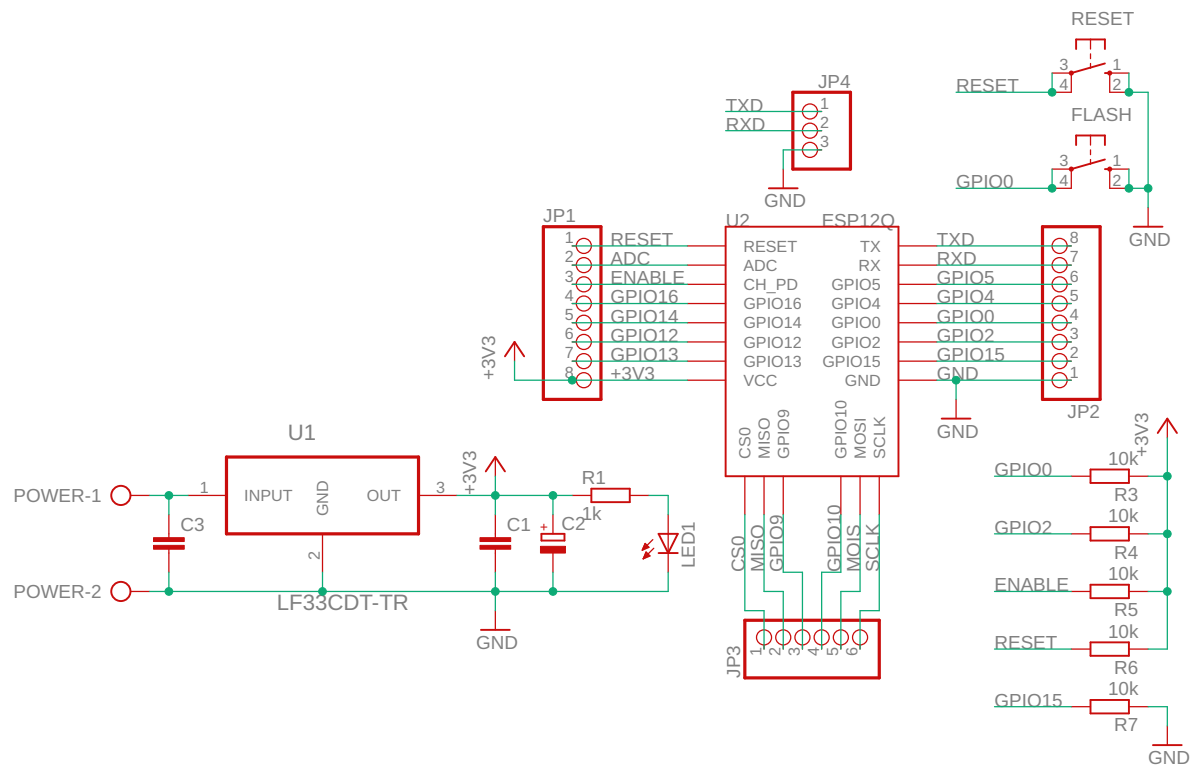 RESET
3 1
RESET 4 2
FLASH
3 1
GPIO0 4 2
GND
JP4
TXD 1
RXD 2
3
GND
JP1
1 RESET
2 ADC
3 ENABLE
4 GPIO16
5 GPIO14
6 GPIO12
7 GPIO13
8 +3V3
+3V3
U2 ESP12Q
RESET TX
ADC RX
CH_PD GPIO5
GPIO16 GPIO4
GPIO14 GPIO0
GPIO12 GPIO2
GPIO13 GPIO15
VCC GND
CS0 MISO GPIO9 GPIO10 MOSI SCLK
TXD 8
RXD 7
GPIO5 6
GPIO4 5
GPIO0 4
GPIO2 3
GPIO15 2
GND 1
JP2
GND
CS0 MISO GPIO9 GPIO10 MOIS SCLK
JP3 1 2 3 4 5 6
U1
POWER-1 1 INPUT GND OUT 3 +3V3
R1
1k
C3 2 C1 + C2 LED1
POWER-2
LF33CDT-TR
GND
+3V3
GPIO0 10k
R3
GPIO2 10k
R4
ENABLE 10k
R5
RESET 10k
R6
GPIO15 10k
R7
GND